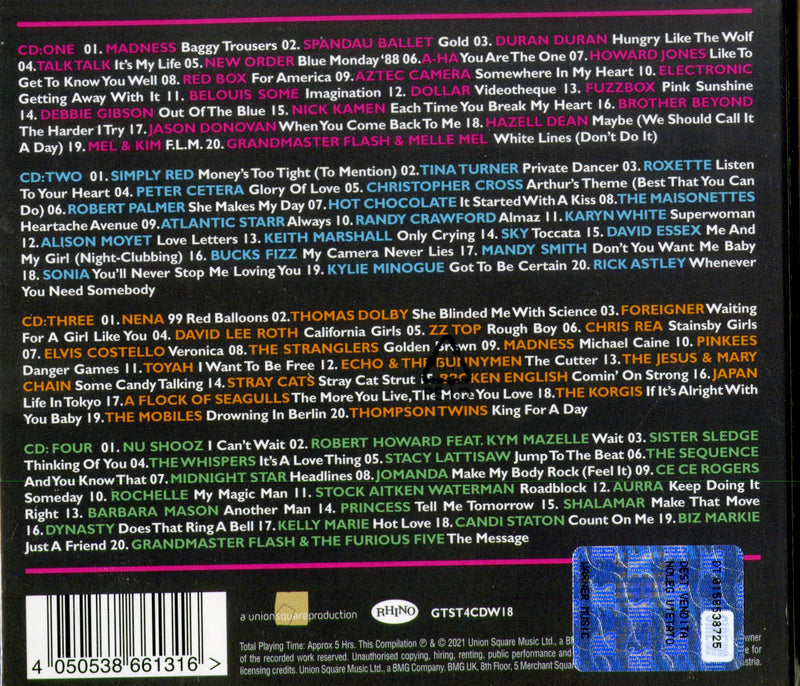 CD:ONE 01. MADNESS Baggy Trousers 02. SPANDAU BALLET Gold 03. DURAN DURAN Hungry Like The Wolf
04. TALK TALK It's My Life 05. NEW ORDER Blue Monday '88 06. A-HA You Are The One 07. HOWARD JONES Like To
Get To Know You Well 08. RED BOX For America 09. AZTEC CAMERA Somewhere In My Heart 10. ELECTRONIC
Getting Away With It 11. BELOUIS SOME Imagination 12. DOLLAR Videotheque 13. FUZZBOX Pink Sunshine
14. DEBBIE GIBSON Out Of The Blue 15. NICK KAMEN Each Time You Break My Heart 16. BROTHER BEYOND
The Harder I Try 17. JASON DONOVAN When You Come Back To Me 18. HAZELL DEAN Maybe (We Should Call It
A Day) 19. MEL & KIM F.L.M. 20. GRANDMASTER FLASH & MELLE MEL White Lines (Don't Do It)
CD:TWO 01. SIMPLY RED Money's Too Tight (To Mention) 02. TINA TURNER Private Dancer 03. ROXETTE Listen
To Your Heart 04. PETER CETERA Glory Of Love 05. CHRISTOPHER CROSS Arthur's Theme (Best That You Can
Do) 06. ROBERT PALMER She Makes My Day 07. HOT CHOCOLATE It Started With A Kiss 08. THE MAISONETTES
Heartache Avenue 09. ATLANTIC STARR Always 10. RANDY CRAWFORD Almaz 11. KARYN WHITE Superwoman
12. ALISON MOYET Love Letters 13. KEITH MARSHALL Only Crying 14. SKY Toccata 15. DAVID ESSEX Me And
My Girl (Night-Clubbing) 16. BUCKS FIZZ My Camera Never Lies 17. MANDY SMITH Don't You Want Me Baby
18. SONIA You'll Never Stop Me Loving You 19. KYLIE MINOGUE Got To Be Certain 20. RICK ASTLEY Whenever
You Need Somebody
CD:THREE 01. NENA 99 Red Balloons 02. THOMAS DOLBY She Blinded Me With Science 03. FOREIGNER Waiting
For A Girl Like You 04. DAVID LEE ROTH California Girls 05. ZZ TOP Rough Boy 06. CHRIS REA Stainsby Girls
07. ELVIS COSTELLO Veronica 08. THE STRANGLERS Golden Brown 09. MADNESS Michael Caine 10. PINKEES
Danger Games 11. TOYAH I Want To Be Free 12. ECHO & THE BUNNYMEN The Cutter 13. THE JESUS & MARY
CHAIN Some Candy Talking 14. STRAY CATS Stray Cat Strut KEN ENGLISH Comin' On Strong 16. JAPAN
Life In Tokyo 17. A FLOCK OF SEAGULLS The More You Live, The More You Love 18. THE KORGIS If It's Alright With
You Baby 19. THE MOBILES Drowning In Berlin 20. THOMPSON TWINS King For A Day
CD: FOUR 01. NU SHOOZ I Can't Wait 02. ROBERT HOWARD FEAT. KYM MAZELLE Wait 03. SISTER SLEDGE
Thinking Of You 04. THE WHISPERS It's A Love Thing 05. STACY LATTISAW Jump To The Beat 06. THE SEQUENCE
And You Know That 07. MIDNIGHT STAR Headlines 08. JOMANDA Make My Body Rock (Feel It) 09. CE CE ROGERS
Someday 10. ROCHELLE My Magic Man 11. STOCK AITKEN WATERMAN Roadblock 12. AURRA Keep Doing It
Right 13. BARBARA MASON Another Man 14. PRINCESS Tell Me Tomorrow 15. SHALAMAR Make That Move
16. DYNASTY Does That Ring A Bell 17. KELLY MARIE Hot Love 18. CANDI STATON Count On Me 19. BIZ MARKIE
Just A Friend 20. GRANDMASTER FLASH & THE FURIOUS FIVE The Message
4 050538 661316 >
a unionsquareproduction
RHINO
GTST4CDW18
Total Playing Time: Approx 5 Hrs. This Compilation ℗ & © 2021 Union Square Music Ltd., a
of the recorded work reserved. Unauthorised copying, hiring, renting, public performance and
licensing credits. Union Square Music Ltd., a BMG Company. BMG UK, 8th Floor, 5 Merchant
WARNER MUSIC